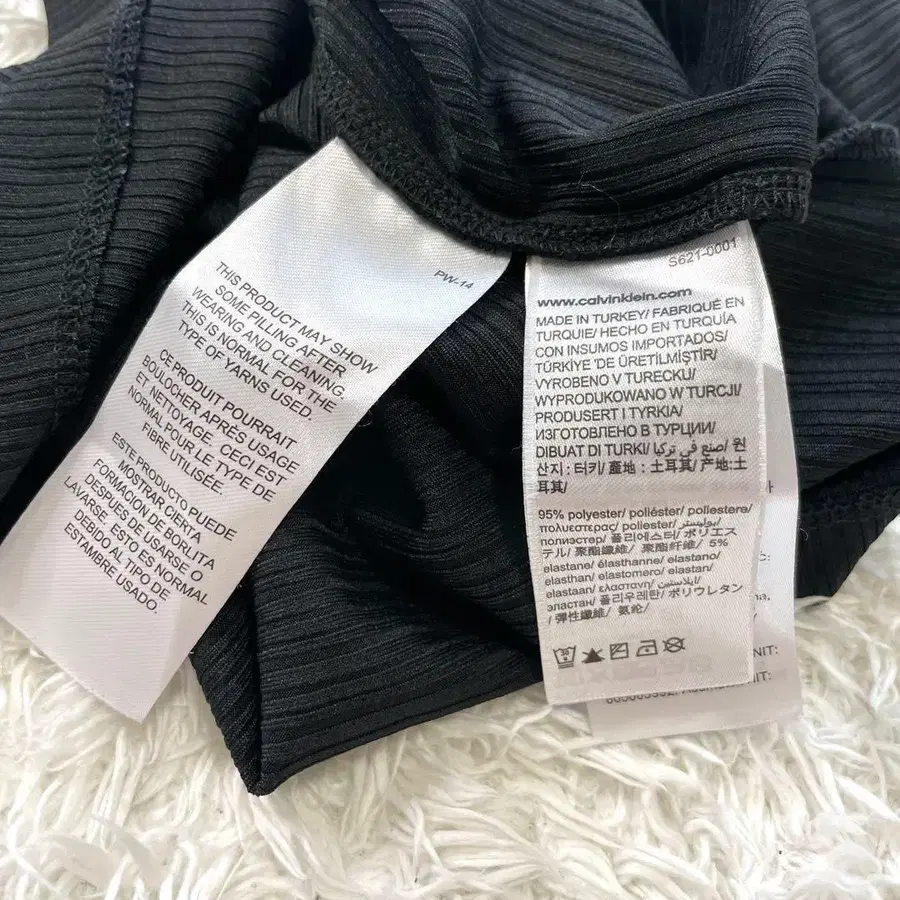 PW-14
THIS PRODUCT MAY SHOW
SOME PILLING AFTER
WEARING AND CLEANING.
THIS IS NORMAL FOR THE
TYPE OF YARNS USED.
CE PRODUIT POURRAIT
BOULOCHER APRÈS USAGE
ET NETTOYAGE. CECI EST
NORMAL POUR LE TYPE DE
FIBRE UTILISÉE.
ESTE PRODUCTO PUEDE
MOSTRAR CIERTA
FORMACIÓN DE BORLITA
DESPUES DE USARSE O
LAVARSE. ESTO ES NORMAL
DEBIDO AL TIPO DE
ESTAMBRE USADO.
S621-0001
www.calvinklein.com
MADE IN TURKEY/ FABRIQUÉ EN
TURQUIE/ HECHO EN TURQUÍA
CON INSUMOS IMPORTADOS/
TÜRKİYE 'DE ÜRETİLMİŞTİR/
VYROBENO V TURECKU/
WYPRODUKOWANO W TURCJI/
PRODUSERT I TYRKIA/
ИЗГОТОВЛЕНО В ТУРЦИИ/
DIBUAT DI TURKI/ صنع في تركيا/ 원
산지 : 터키/ 產地 : 土耳其/ 产地:土
耳其/
95% polyester/ poliéster/ poliestere/
πολυεστερας/ poliester/ بوليستر/
полиэстер/ 폴리에스터/ ポリエス
テル/ 聚酯纖維/ 聚酯纤维/ 5%
elastane/ élasthanne/ elastano/
elasthan/ elastomero/ elastan/
elastaan/ ελαστανη/ ايلاستين/
эластан/ 폴리우레탄/ ポリウレタン
/ 彈性纖維/ 氨纶/
30
NIT: